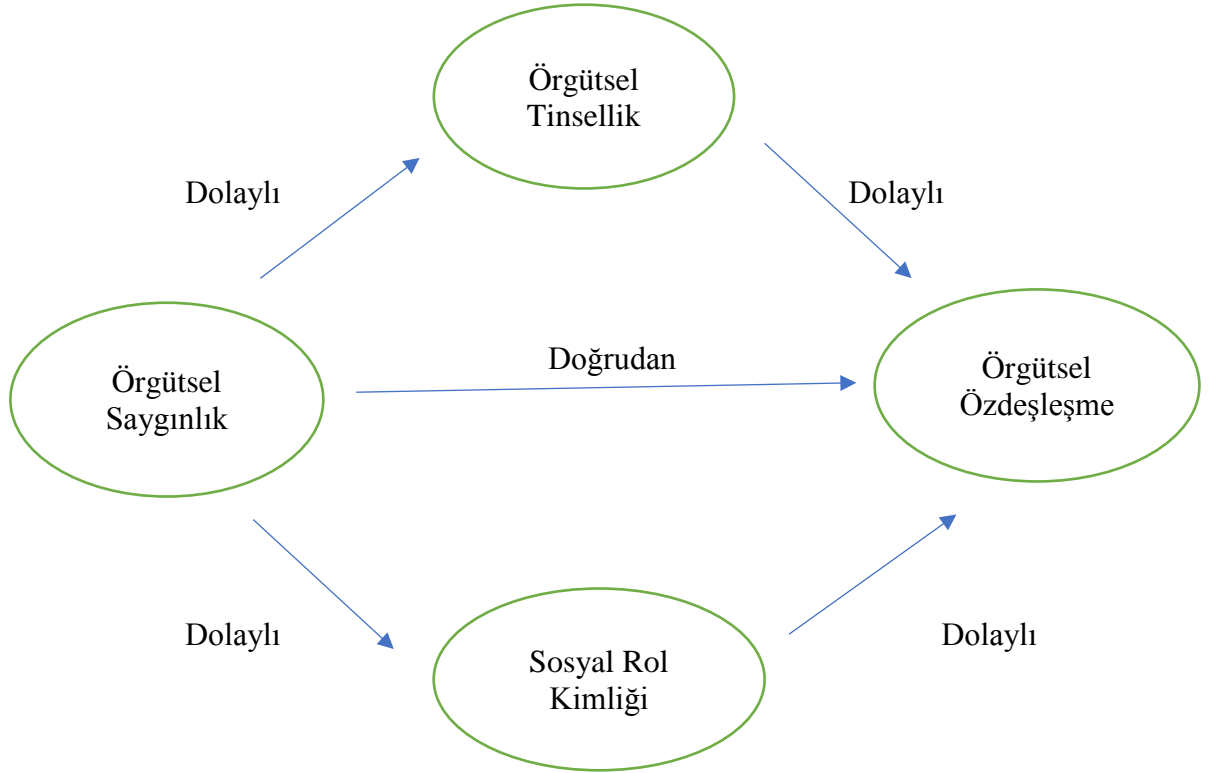 Örgütsel
Tinsellik
Dolaylı
Dolaylı
Doğrudan
Örgütsel
Saygınlık
Örgütsel
Özdeşleşme
Dolaylı
Dolaylı
Sosyal Rol
Kimliği